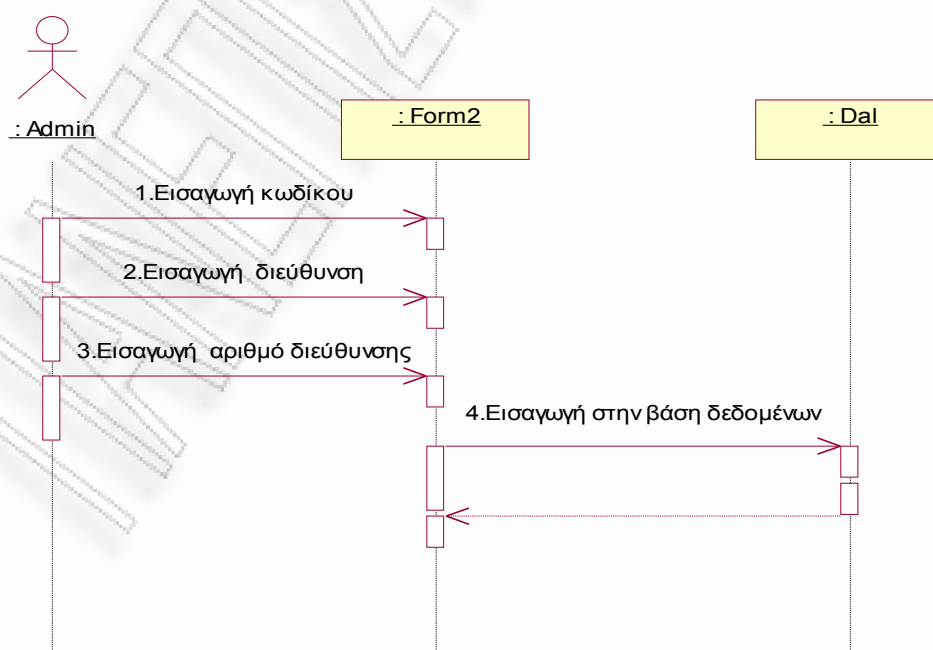 : Admin
: Form2
: Dal
1.Εισαγωγή κωδίκου
2.Εισαγωγή διεύθυνση
3.Εισαγωγή αριθμό διεύθυνσης
4.Εισαγωγή στην βάση δεδομένων